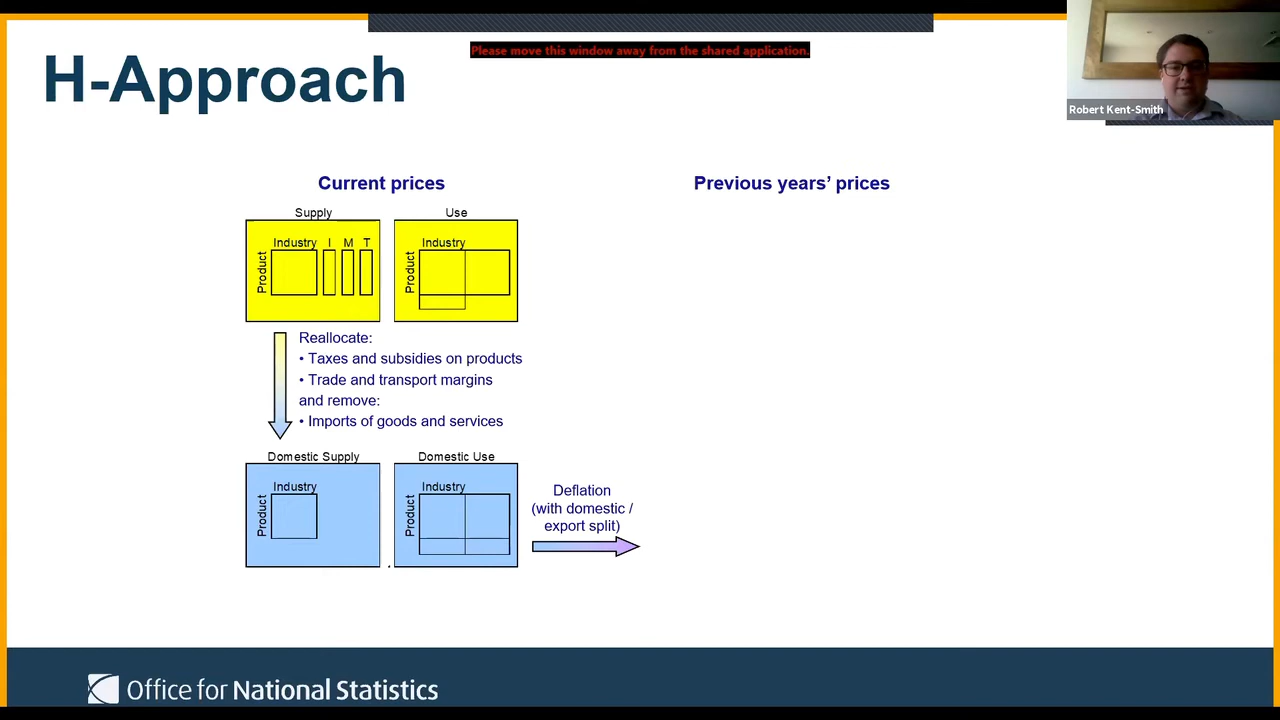 Please move this window away from the shared application.
H-Approach
Robert Kent-Smith
Current prices
Previous years' prices
Supply
Use
Industry I M T
Product
Industry
Product
Reallocate:
• Taxes and subsidies on products
• Trade and transport margins
and remove:
• Imports of goods and services
Domestic Supply
Domestic Use
Industry
Product
Industry
Product
Deflation
(with domestic /
export split)
Office for National Statistics